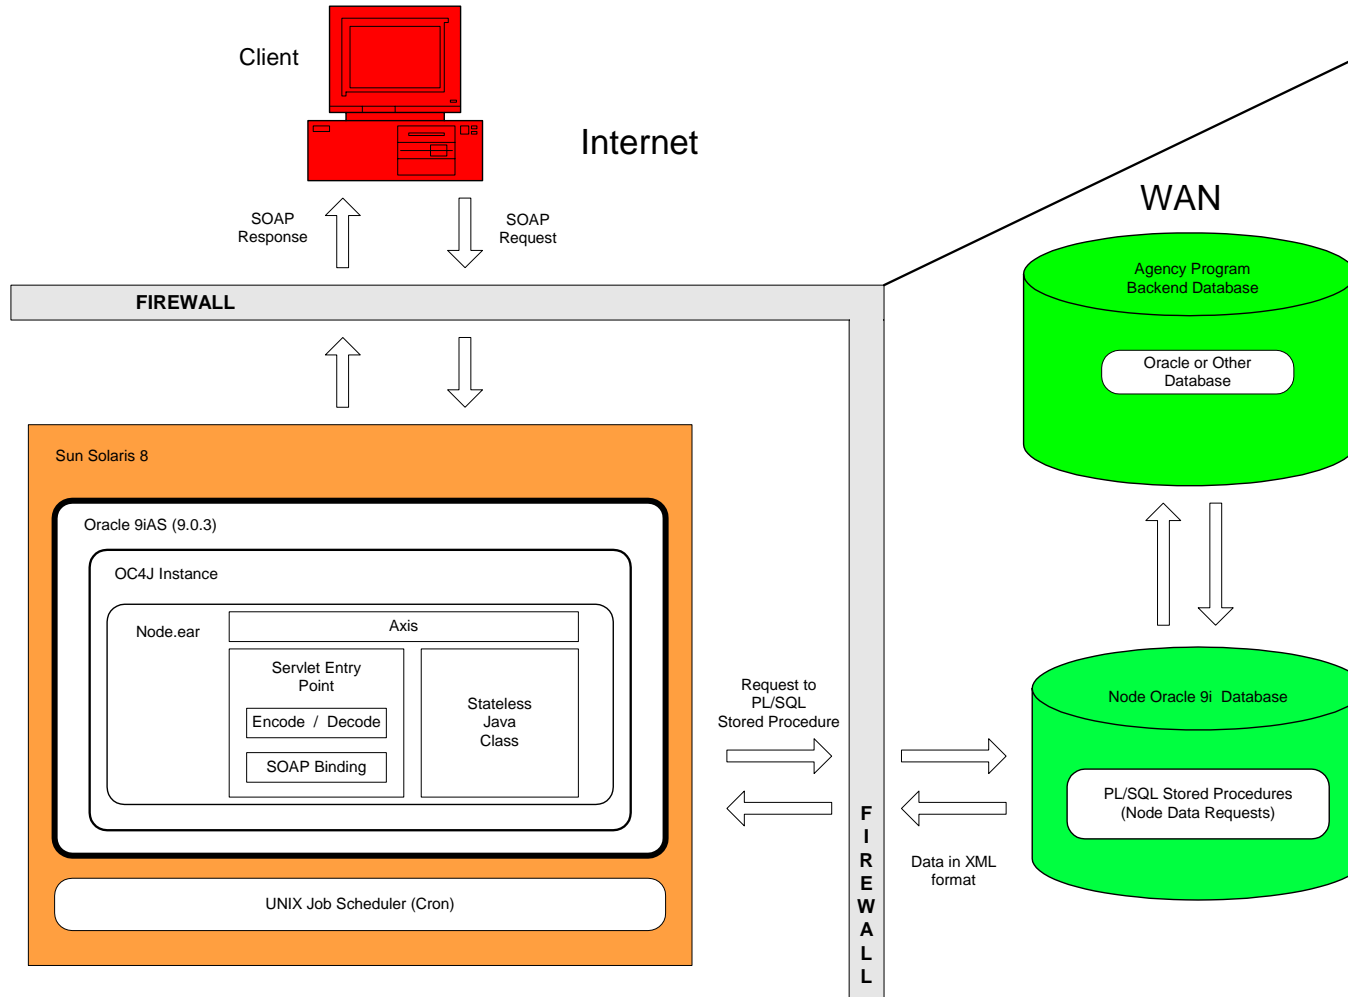 Client
Internet
SOAP
Response
SOAP
Request
WAN
FIREWALL
Agency Program
Backend Database
Oracle or Other
Database
Sun Solaris 8
Oracle 9iAS (9.0.3)
OC4J Instance
Node.ear
Axis
Servlet Entry
Point
Encode / Decode
SOAP Binding
Stateless
Java
Class
UNIX Job Scheduler (Cron)
Request to
PL/SQL
Stored Procedure
F
I
R
E
W
A
L
L
Node Oracle 9i Database
PL/SQL Stored Procedures
(Node Data Requests)
Data in XML
format